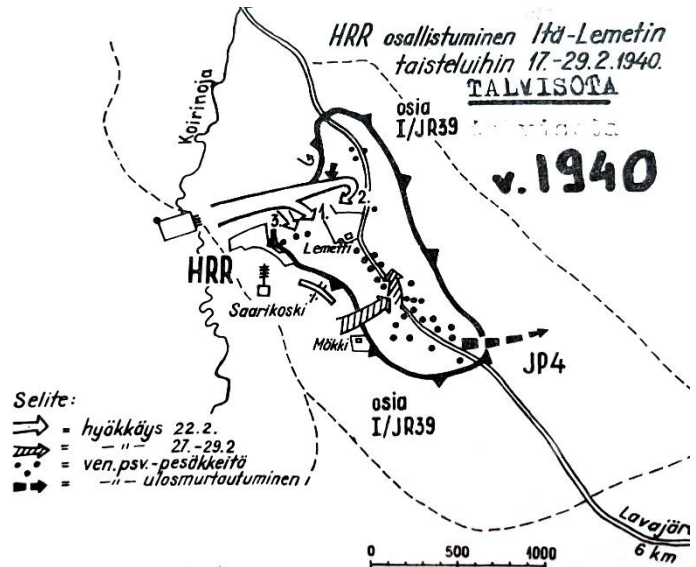 HRR osallistuminen Itä-Lemetin
taisteluihin 17.-29.2.1940.
TALVISOTA
v.1940
Koirinoja
osia
I/JR39
1.
2.
3.
Lemetti
HRR
Saarikoski
Mökki
JP4
osia
I/JR39
Selite:
= hyökkäys 22.2.
= -"- 27.-29.2
= ven.psv.-pesäkkeitä
= -"- ulosmurtautuminen
Lavajärv
6 km
0 500 1000